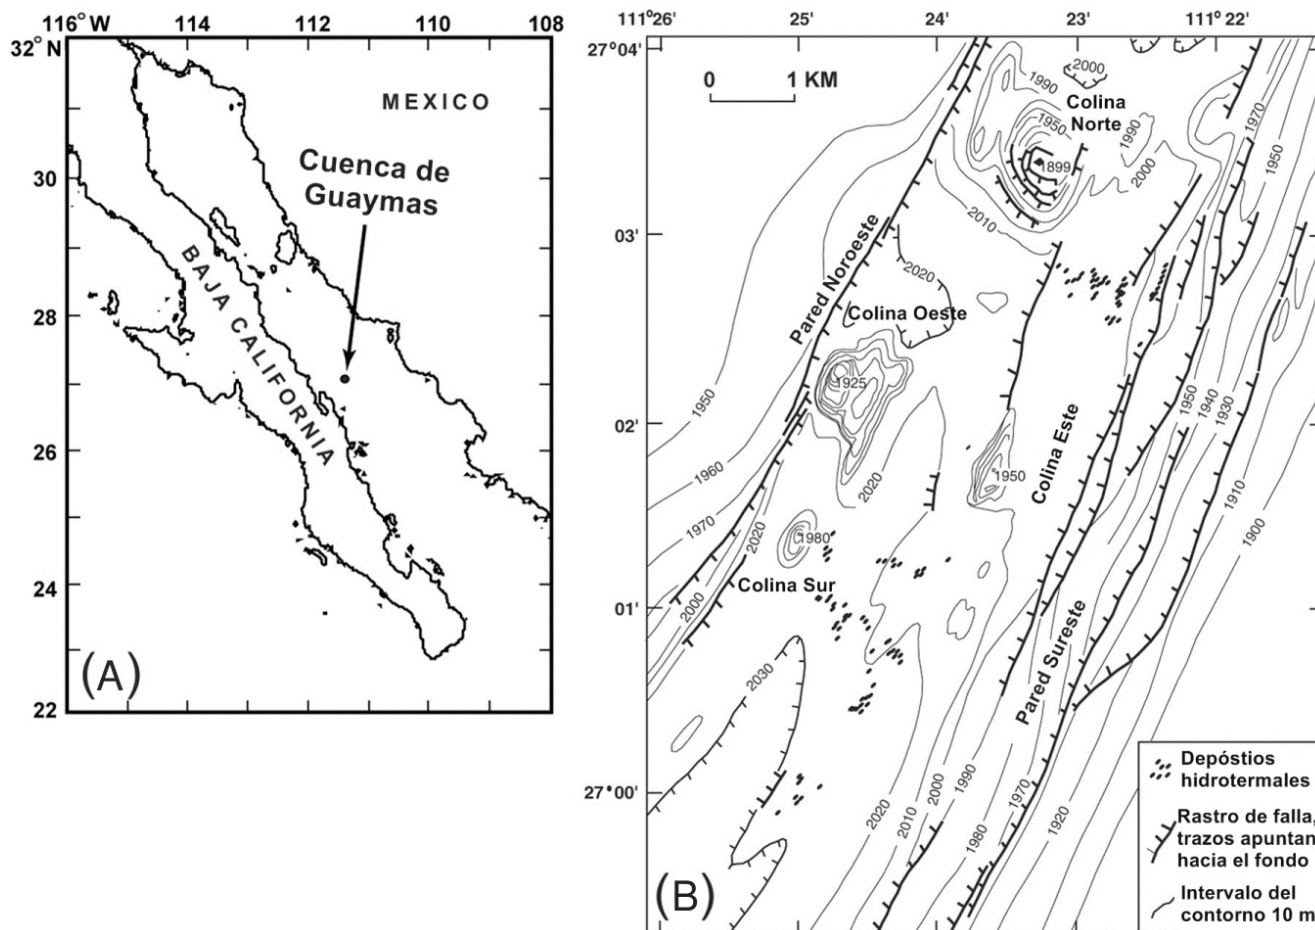 116°W 114 112 110 108
32°N
30
28
26
24
22
MEXICO
Cuenca de
Guaymas
BAJA CALIFORNIA
(A)
111°26' 25' 24' 23' 111°22'
27°04'
03'
02'
01'
27°00'
0 1 KM
2000
1990
Colina
Norte
1950
1990
1899
2000
1970
1950
2010
Pared Noroeste
2020
Colina Oeste
1925
1950
1960
1970
2020
2000
2020
1950
Colina Este
1950
1940
1930
1910
1900
1980
Colina Sur
Pared Sureste
2030
2020
2010
2000
1990
1980
1970
1920
Depóstios
hidrotermales
Rastro de falla,
trazos apuntan
hacia el fondo
Intervalo del
contorno 10 m
(B)